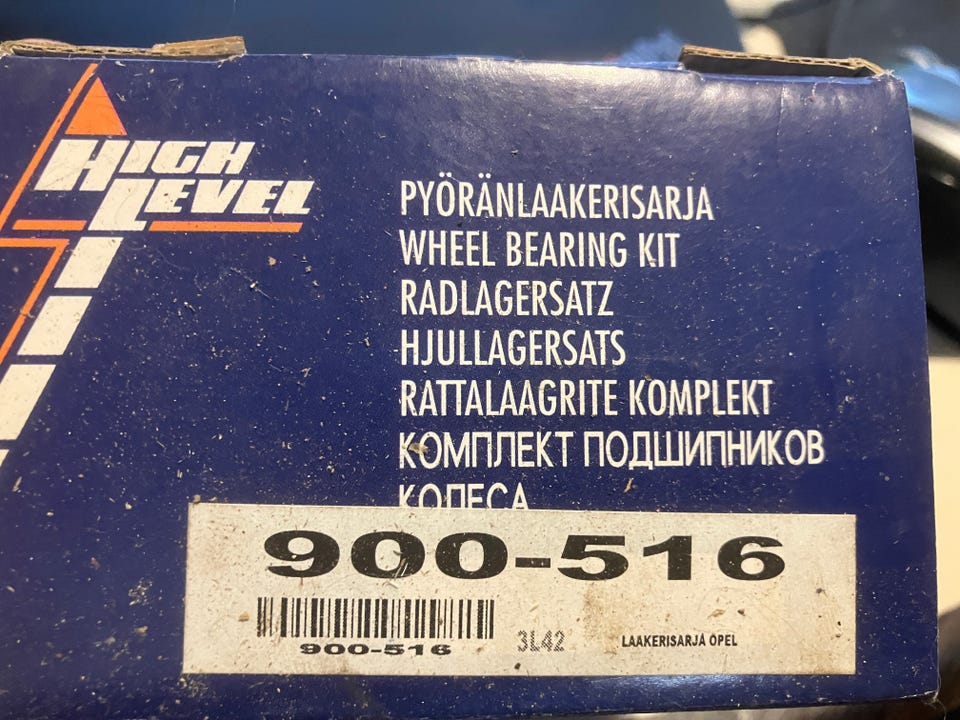 HIGH
LEVEL
PYÖRÄNLAAKERISARJA
WHEEL BEARING KIT
RADLAGERSATZ
HJULLAGERSATS
RATTALAAGRITE KOMPLEKT
КОМПЛЕКТ ПОДШИПНИКОВ
КОЛЕСА
900-516
900-516
3L42
LAAKERISARJA OPEL